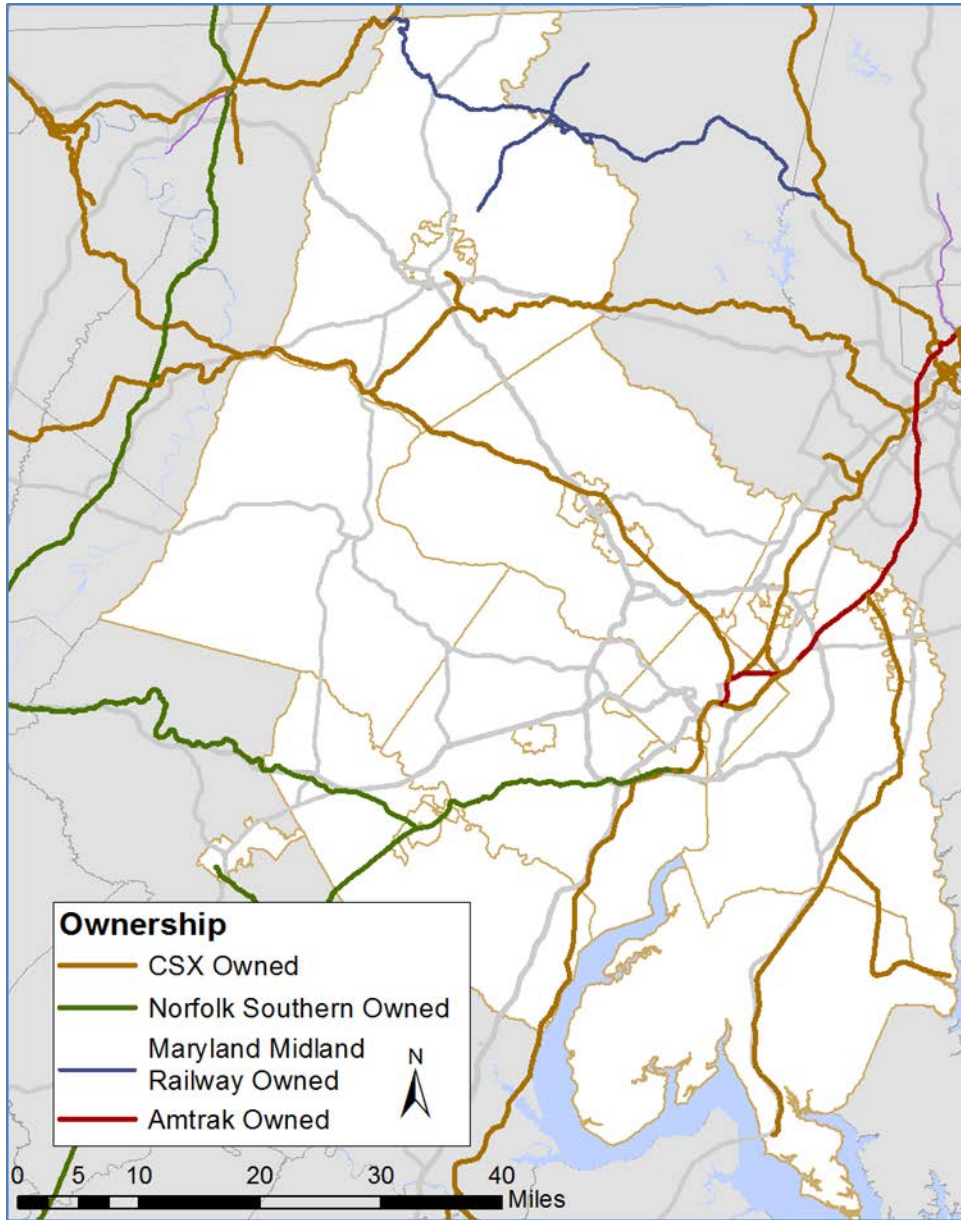 Ownership
CSX Owned
Norfolk Southern Owned
Maryland Midland
Railway Owned
N
Amtrak Owned
0 5 10 20 30 40
Miles